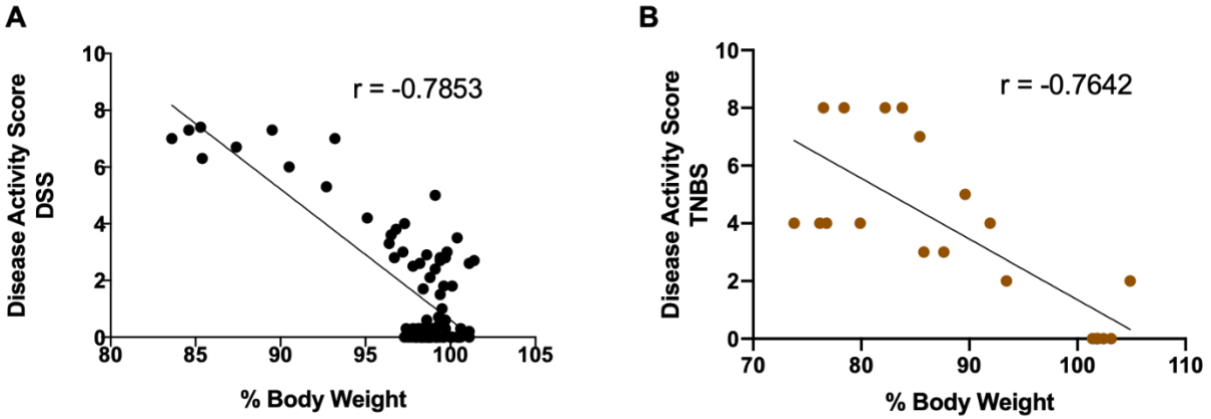 A
Disease Activity Score
DSS
10
8
6
4
2
0
r = -0.7853
80
85
90
95
100
105
% Body Weight
B
Disease Activity Score
TNBS
10
8
6
4
2
0
r = -0.7642
70
80
90
100
110
% Body Weight